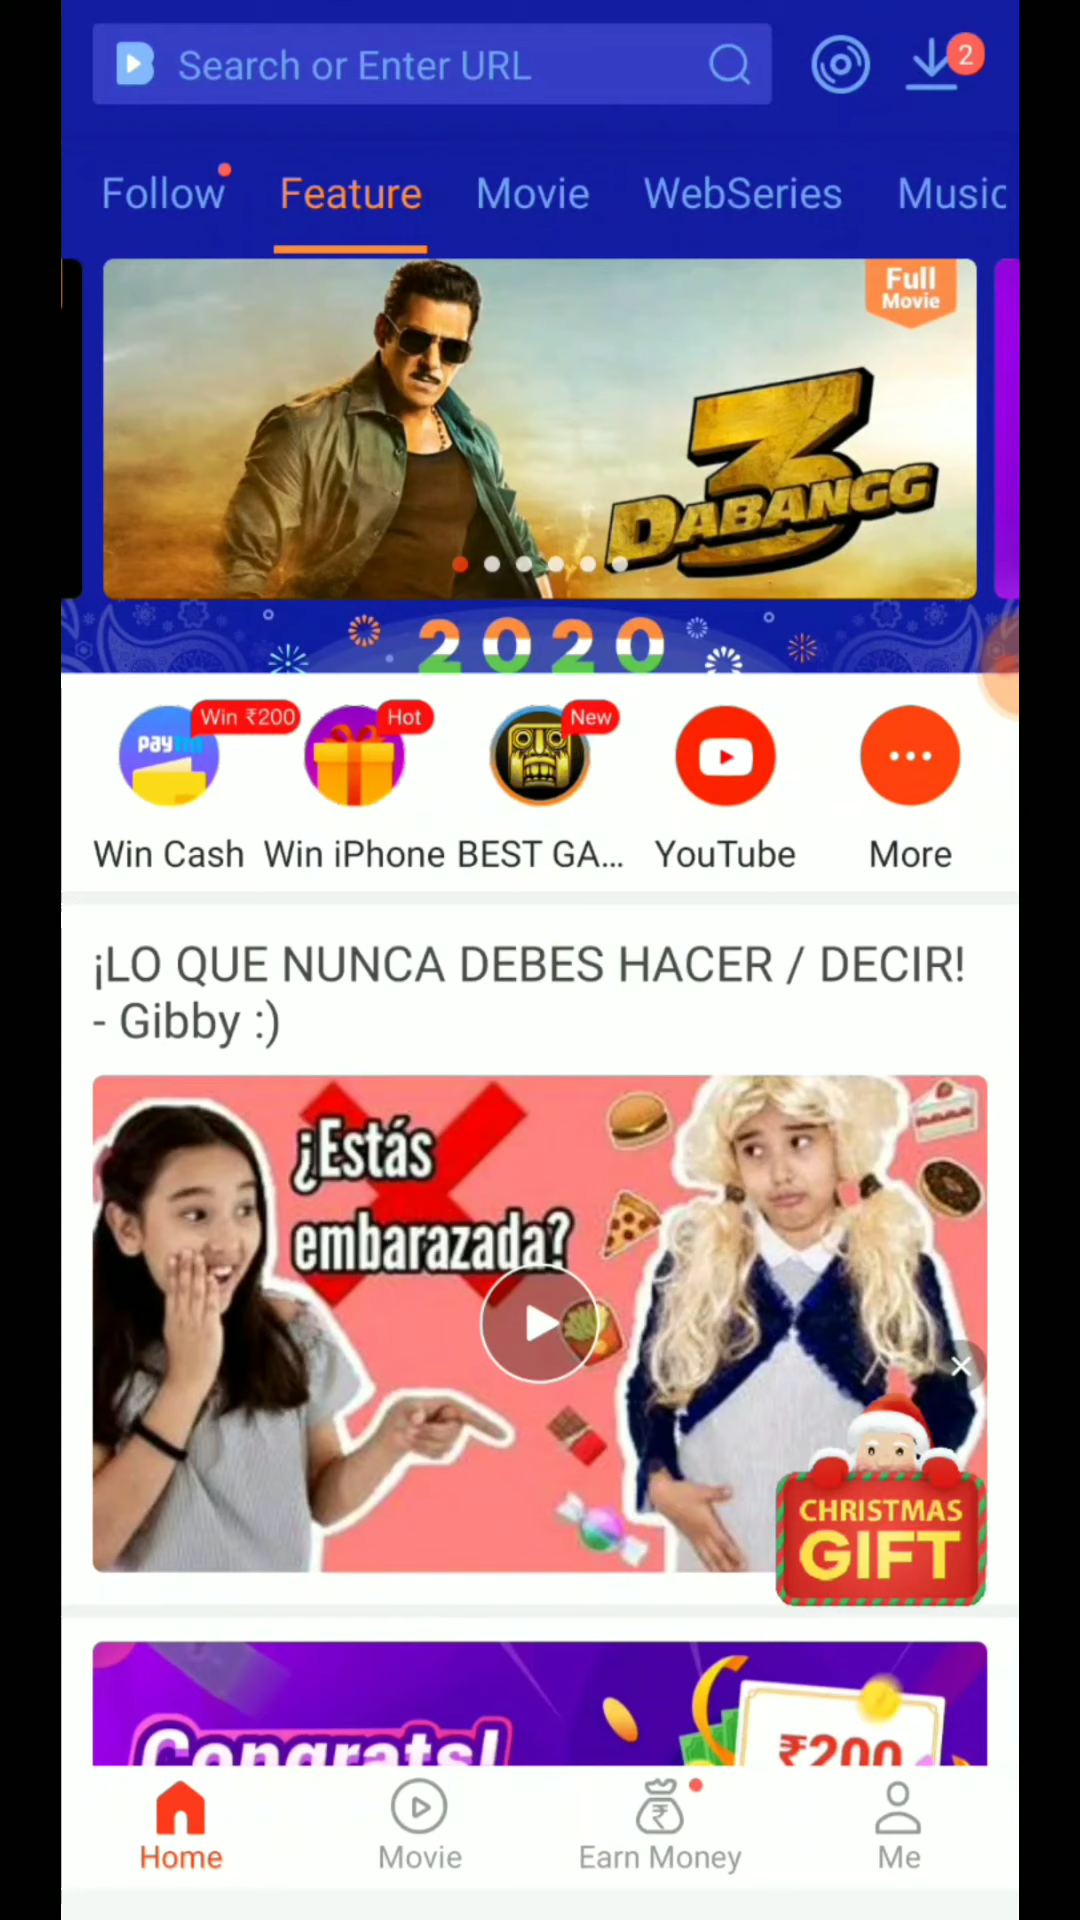 Search or Enter URL
2
Follow Feature Movie WebSeries Music
Full
Movie
3
DABANGG
2020
Win ₹200 Hot New
paytm
Win Cash Win iPhone BEST GA... YouTube More
¡LO QUE NUNCA DEBES HACER / DECIR!
- Gibby :)
¿Estás
embarazada?
CHRISTMAS
GIFT
Congrats!
₹200
Home Movie Earn Money Me